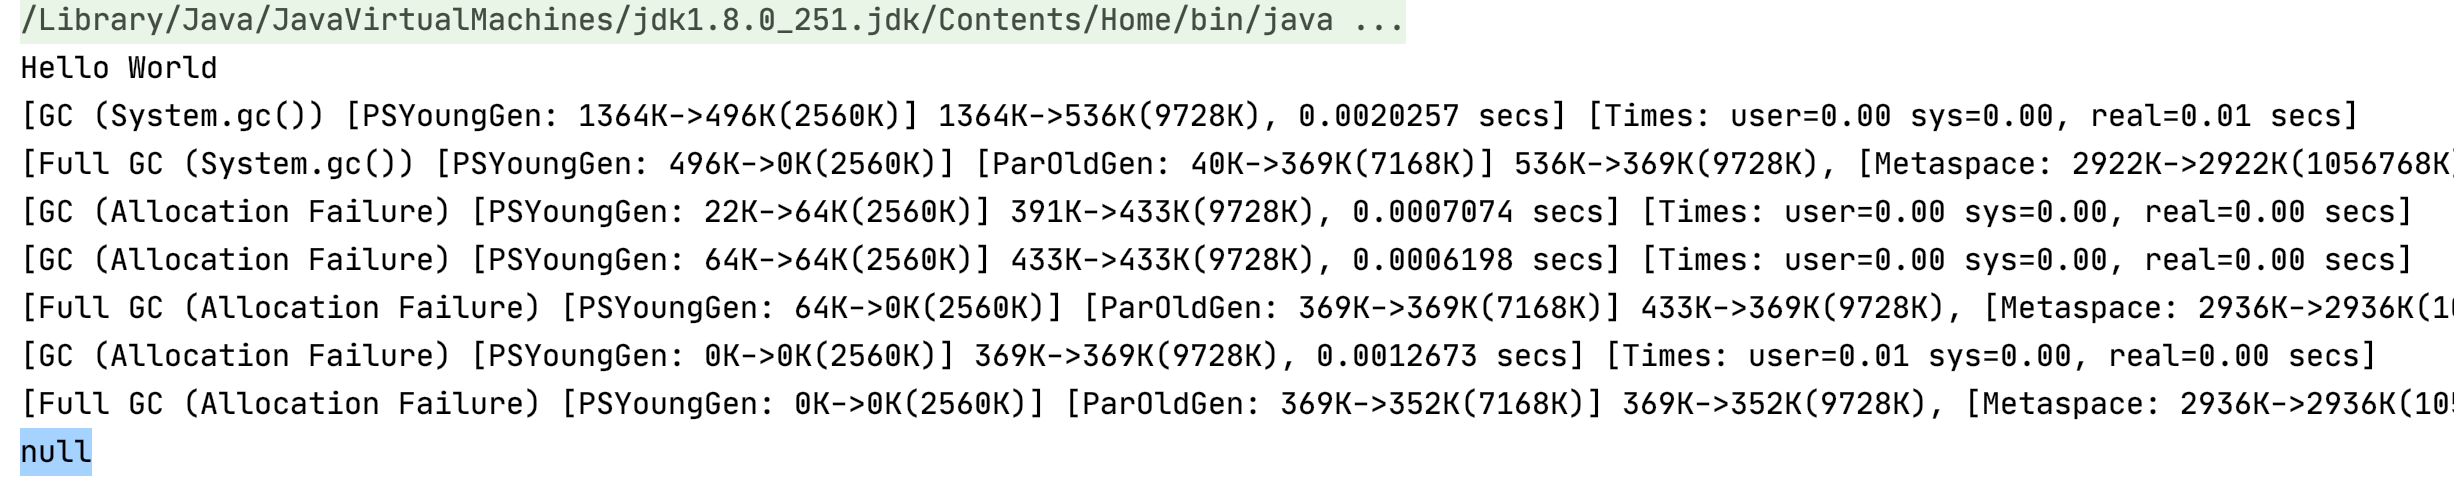 /Library/Java/JavaVirtualMachines/jdk1.8.0_251.jdk/Contents/Home/bin/java ...
Hello World
[GC (System.gc()) [PSYoungGen: 1364K->496K(2560K)] 1364K->536K(9728K), 0.0020257 secs] [Times: user=0.00 sys=0.00, real=0.01 secs]
[Full GC (System.gc()) [PSYoungGen: 496K->0K(2560K)] [ParOldGen: 40K->369K(7168K)] 536K->369K(9728K), [Metaspace: 2922K->2922K(1056768K)
[GC (Allocation Failure) [PSYoungGen: 22K->64K(2560K)] 391K->433K(9728K), 0.0007074 secs] [Times: user=0.00 sys=0.00, real=0.00 secs]
[GC (Allocation Failure) [PSYoungGen: 64K->64K(2560K)] 433K->433K(9728K), 0.0006198 secs] [Times: user=0.00 sys=0.00, real=0.00 secs]
[Full GC (Allocation Failure) [PSYoungGen: 64K->0K(2560K)] [ParOldGen: 369K->369K(7168K)] 433K->369K(9728K), [Metaspace: 2936K->2936K(10
[GC (Allocation Failure) [PSYoungGen: 0K->0K(2560K)] 369K->369K(9728K), 0.0012673 secs] [Times: user=0.01 sys=0.00, real=0.00 secs]
[Full GC (Allocation Failure) [PSYoungGen: 0K->0K(2560K)] [ParOldGen: 369K->352K(7168K)] 369K->352K(9728K), [Metaspace: 2936K->2936K(105
null